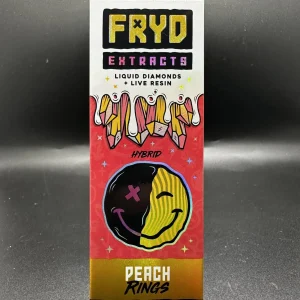 FRYD
EXTRACTS
LIQUID DIAMONDS
+ LIVE RESIN
HYBRID
PEACH
RINGS